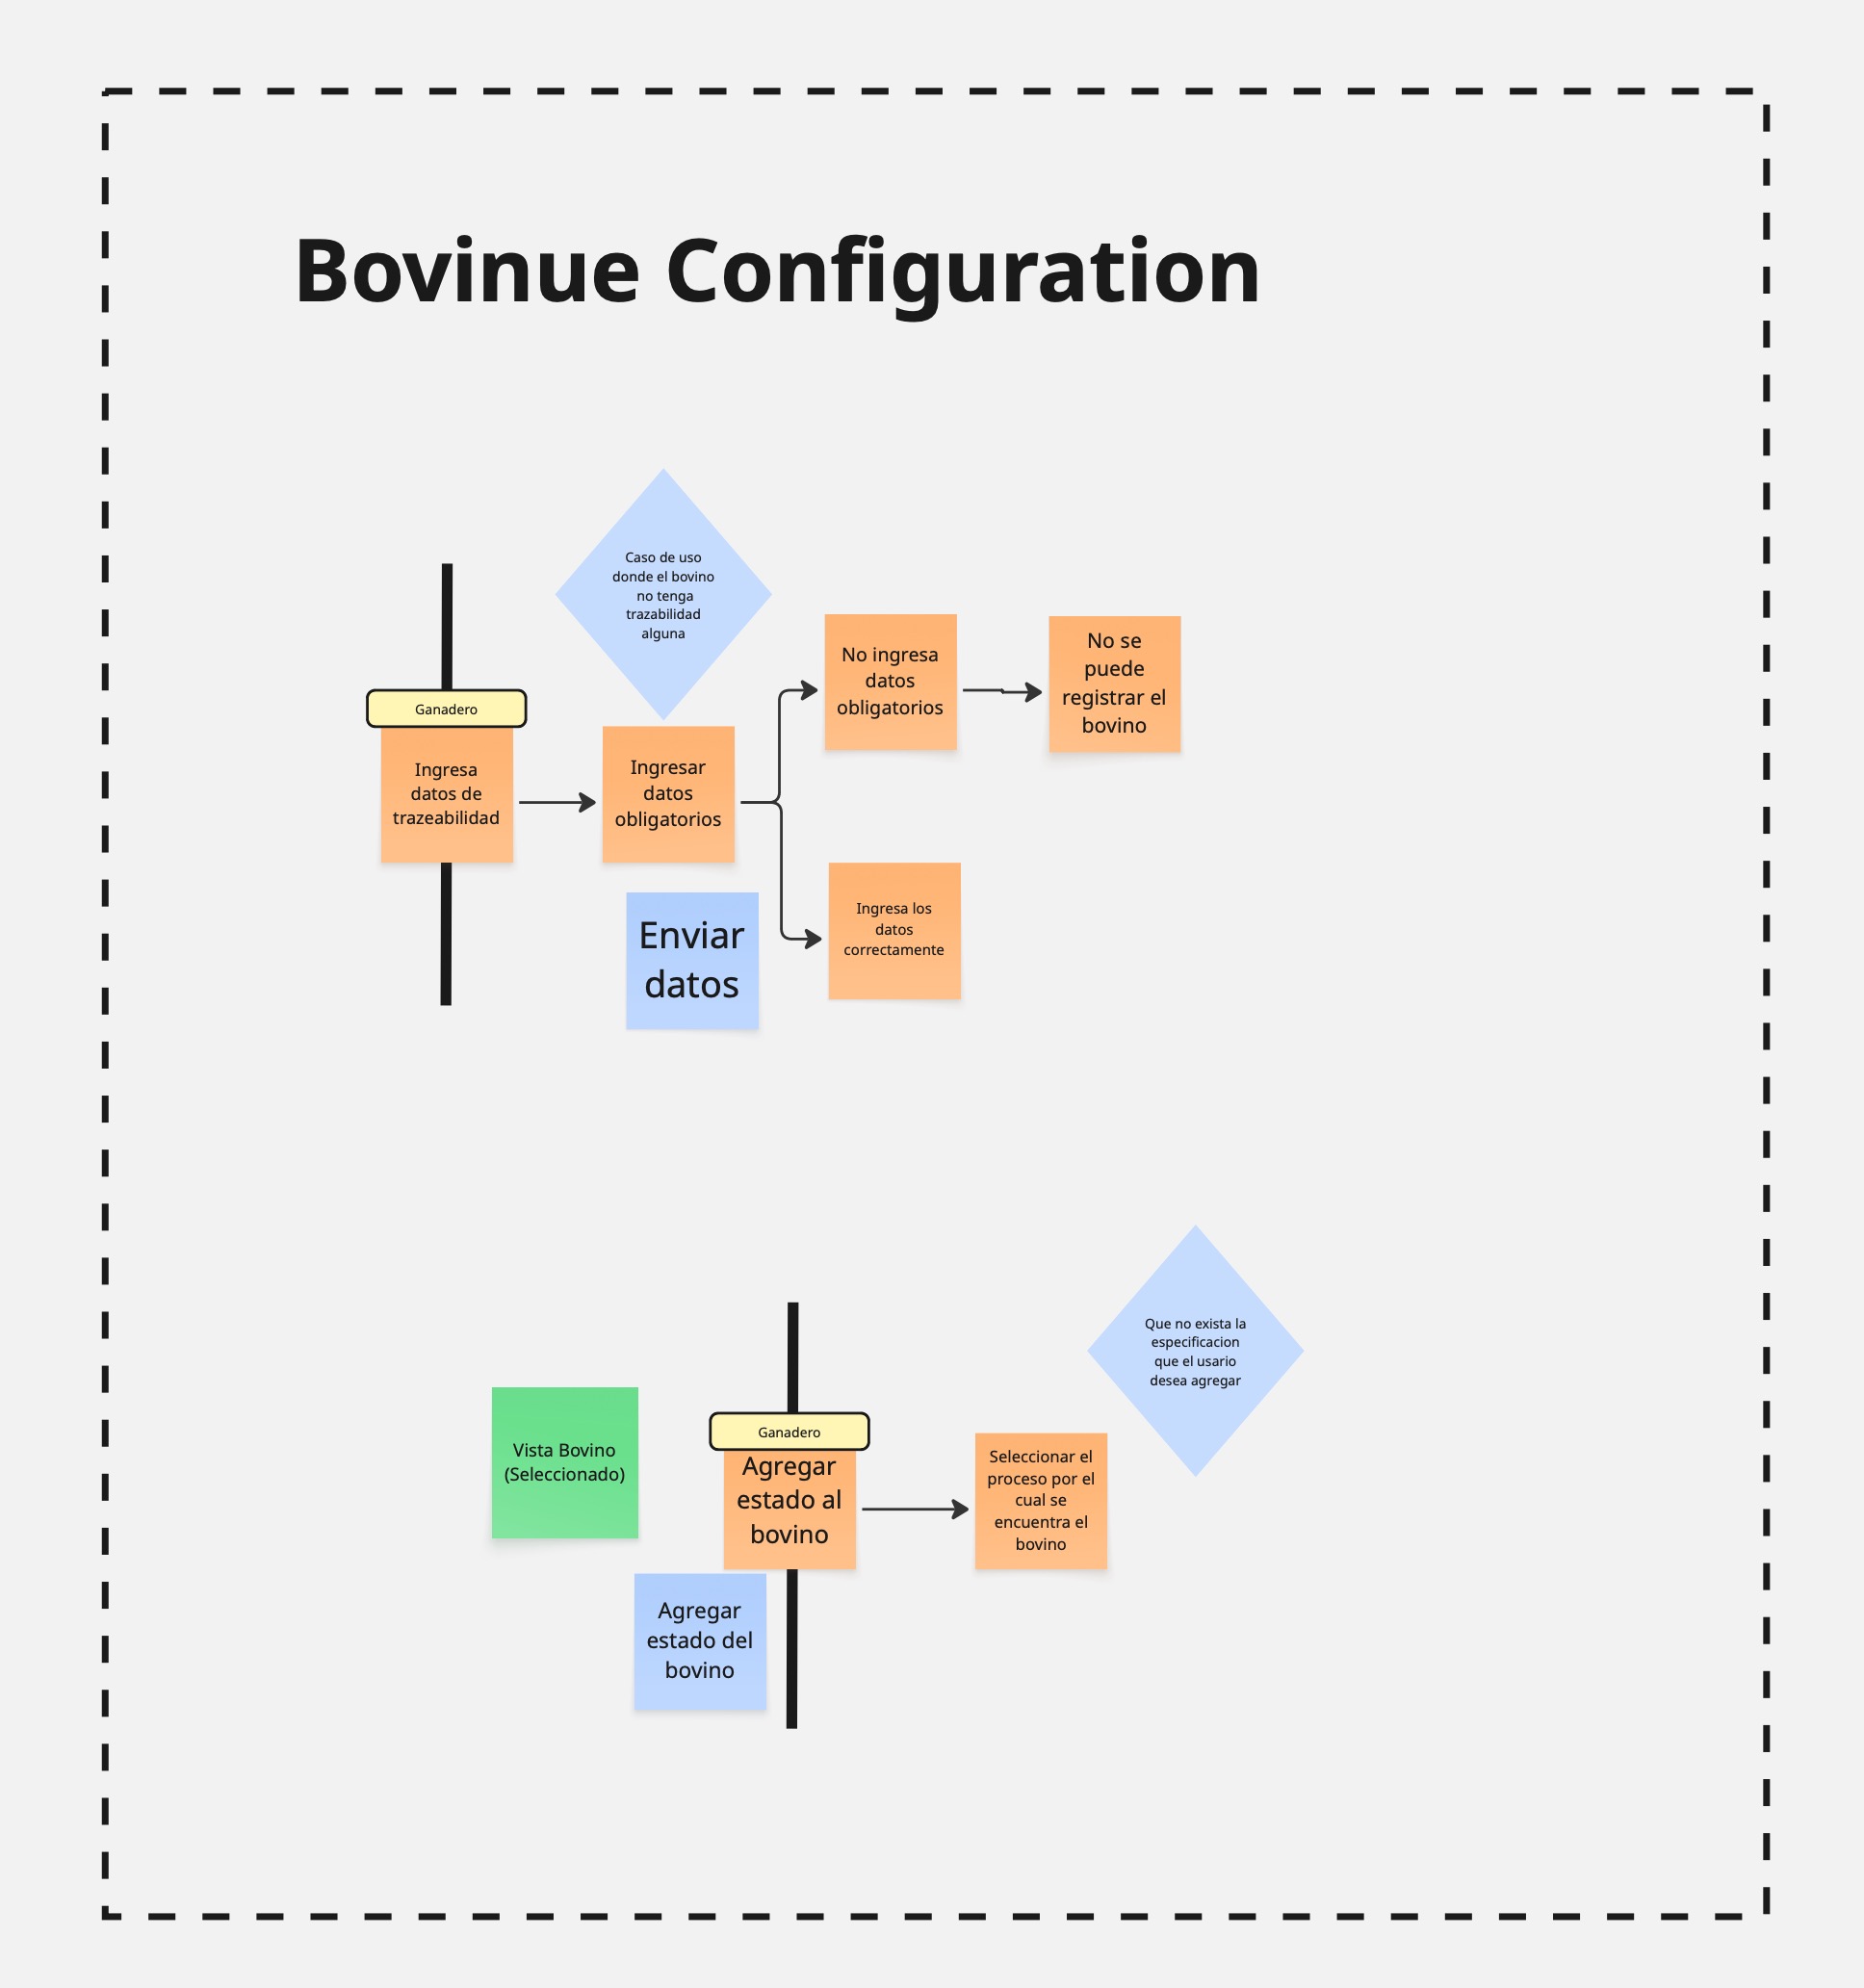 Bovinue Configuration
Caso de uso
donde el bovino
no tenga
trazabilidad
alguna
Ganadero
Ingresa
datos de
trazeabilidad
Ingresar
datos
obligatorios
No ingresa
datos
obligatorios
No se
puede
registrar el
bovino
Enviar
datos
Ingresa los
datos
correctamente
Que no exista la
especificacion
que el usario
desea agregar
Vista Bovino
(Seleccionado)
Ganadero
Agregar
estado al
bovino
Seleccionar el
proceso por el
cual se
encuentra el
bovino
Agregar
estado del
bovino